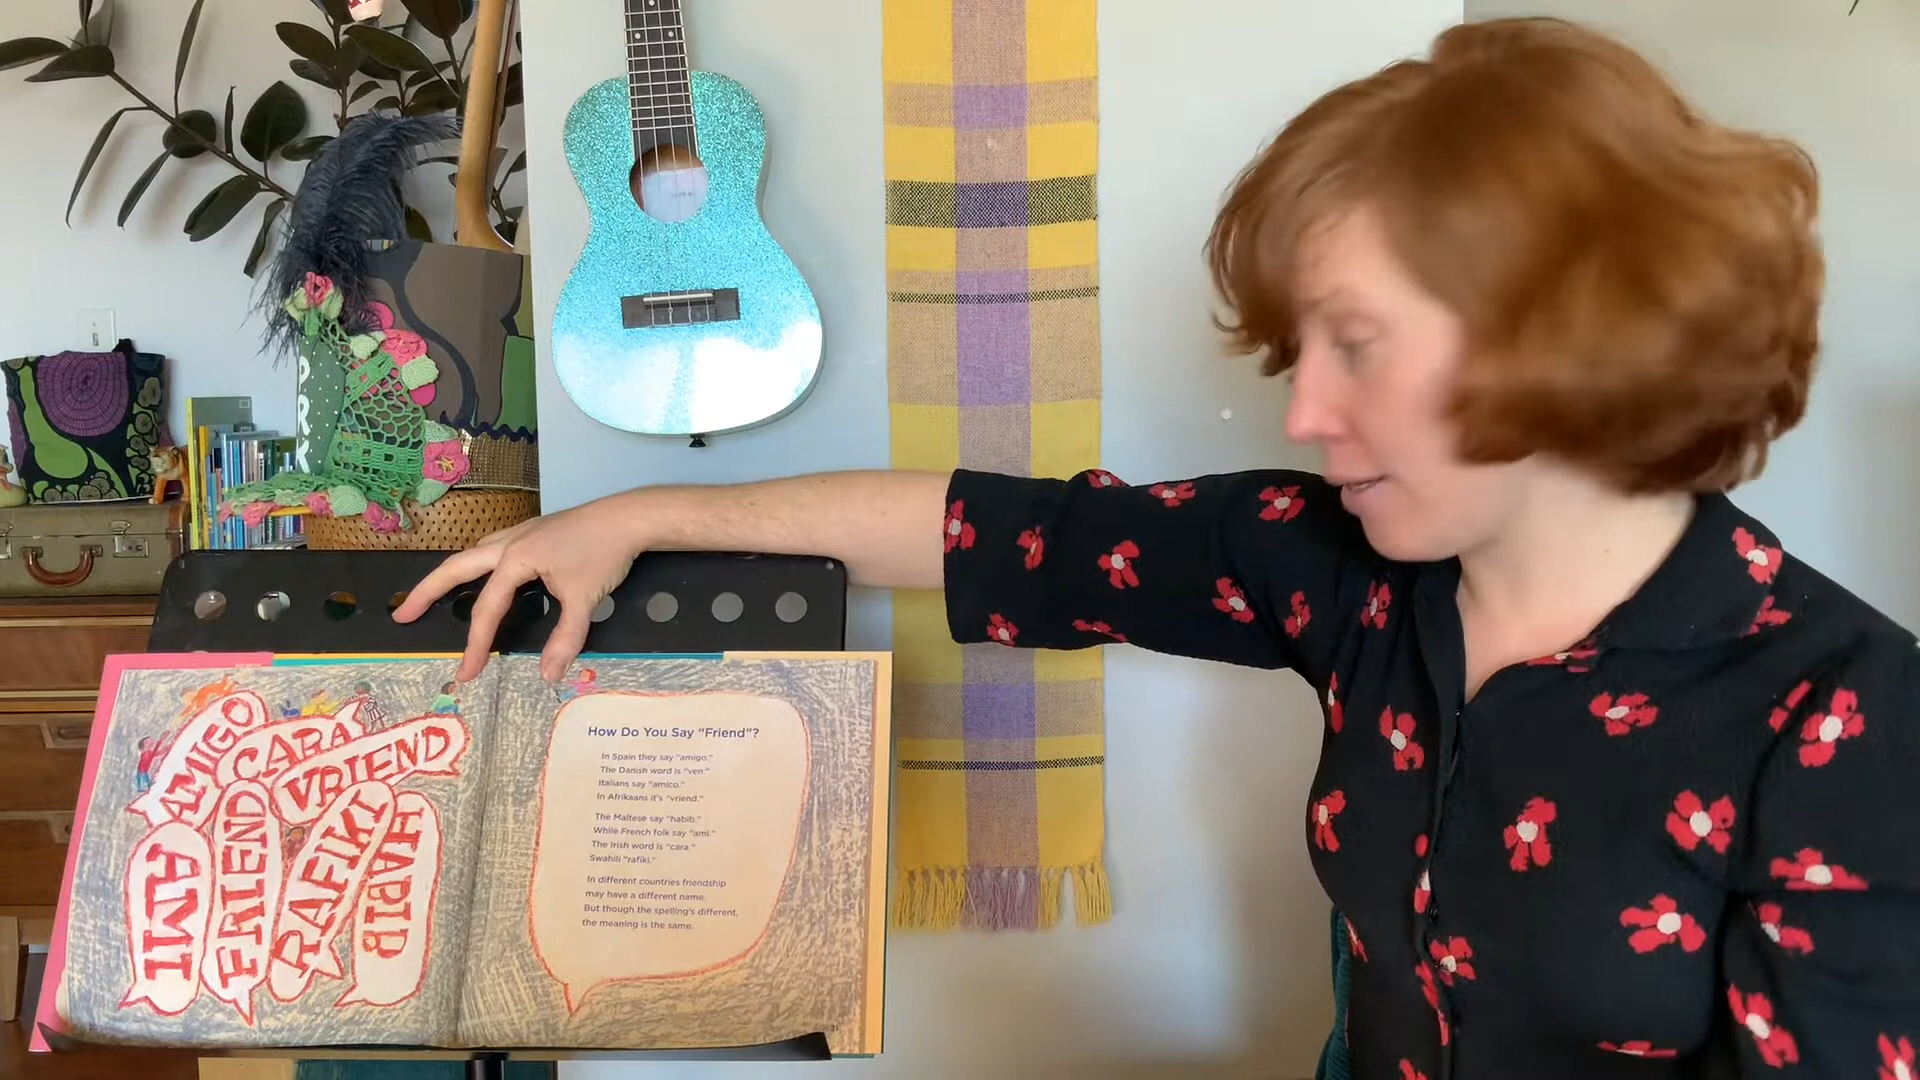 AMIGO
CARA
VRIEND
AMI
FRIEND
RAFIKI
HABIB
How Do You Say "Friend"?
In Spain they say "amigo."
The Danish word is "ven."
Italians say "amico."
In Afrikaans it's "vriend."
The Maltese say "habib."
While French folk say "ami."
The Irish word is "cara."
Swahili "rafiki."
In different countries friendship
may have a different name.
But though the spelling's different,
the meaning is the same.
21